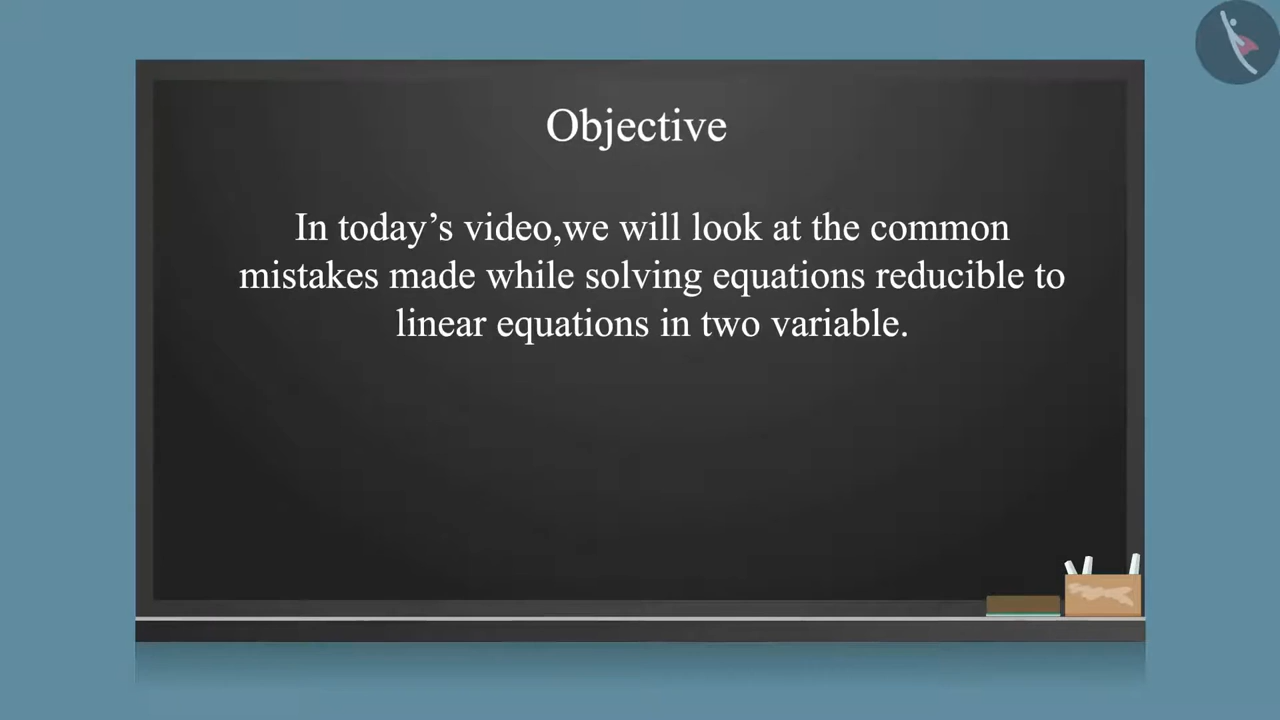 Objective
In today’s video,we will look at the common
mistakes made while solving equations reducible to
linear equations in two variable.